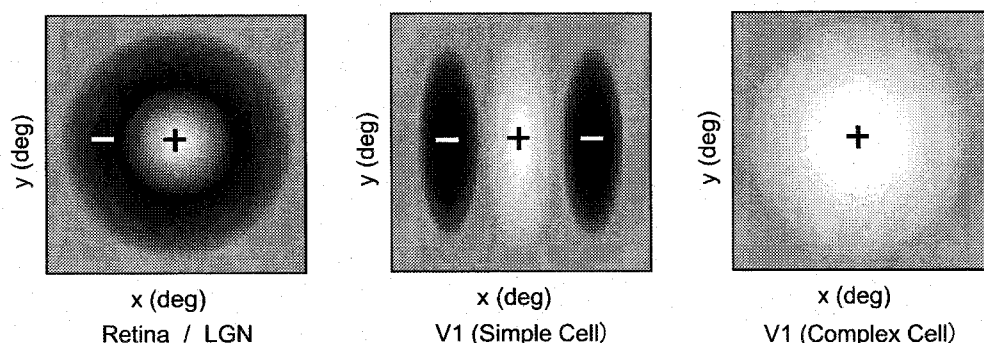 − +
− + −
+
y (deg)
y (deg)
y (deg)
x (deg)
x (deg)
x (deg)
Retina / LGN
V1 (Simple Cell)
V1 (Complex Cell)